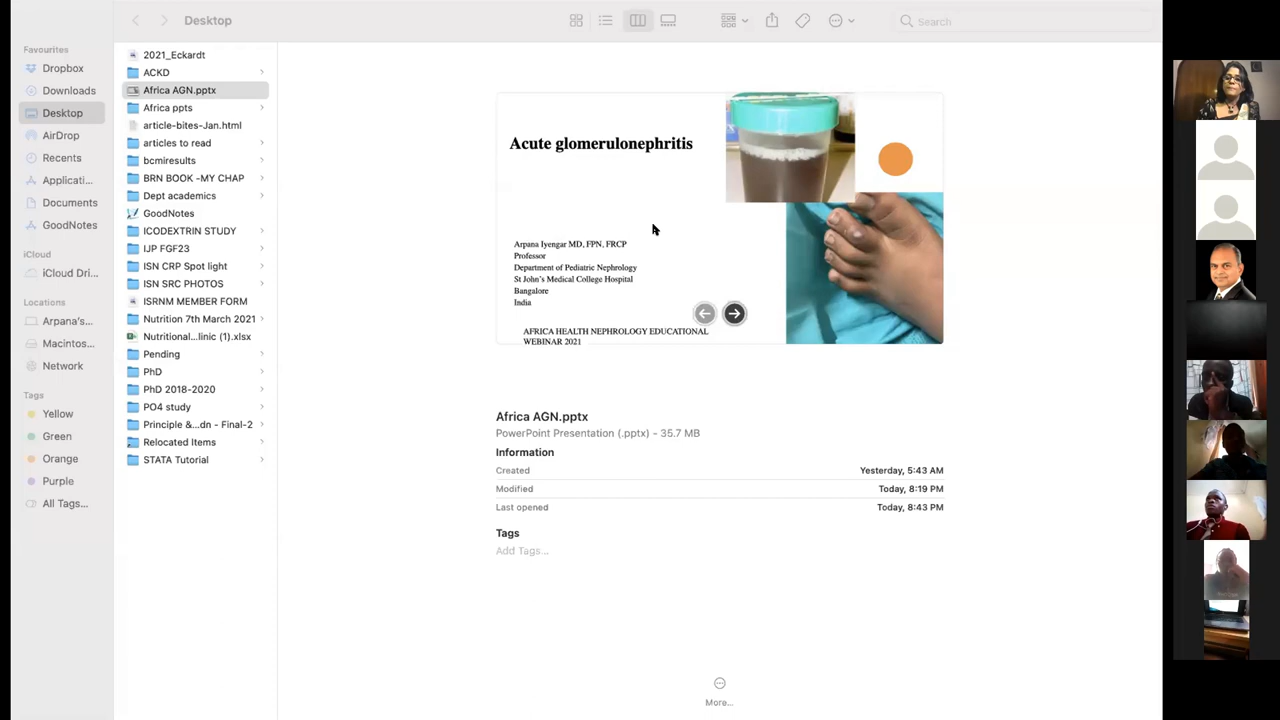 Desktop
Search
Favourites
Dropbox
Downloads
Desktop
AirDrop
Recents
Applicati...
Documents
GoodNotes
iCloud
iCloud Dri...
Locations
Arpana's...
Macintos...
Network
Tags
Yellow
Green
Orange
Purple
All Tags...
2021_Eckardt
ACKD
Africa AGN.pptx
Africa ppts
article-bites-Jan.html
articles to read
bcmiresults
BRN BOOK -MY CHAP
Dept academics
GoodNotes
ICODEXTRIN STUDY
IJP FGF23
ISN CRP Spot light
ISN SRC PHOTOS
ISRNM MEMBER FORM
Nutrition 7th March 2021
Nutritional...linic (1).xlsx
Pending
PhD
PhD 2018-2020
PO4 study
Principle &...dn - Final-2
Relocated Items
STATA Tutorial
Acute glomerulonephritis
Arpana Iyengar MD, FPN, FRCP
Professor
Department of Pediatric Nephrology
St John's Medical College Hospital
Bangalore
India
AFRICA HEALTH NEPHROLOGY EDUCATIONAL
WEBINAR 2021
Africa AGN.pptx
PowerPoint Presentation (.pptx) - 35.7 MB
Information
Created Yesterday, 5:43 AM
Modified Today, 8:19 PM
Last opened Today, 8:43 PM
Tags
Add Tags...
More...